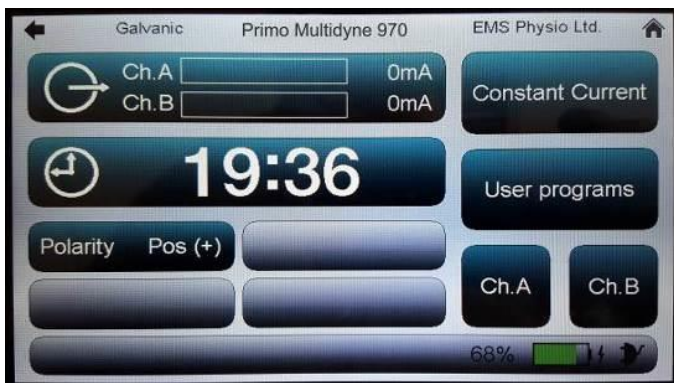 Galvanic Primo Multidyne 970 EMS Physio Ltd.
Ch.A 0mA
Ch.B 0mA
Constant Current
19:36
User programs
Polarity Pos (+)
Ch.A Ch.B
68%